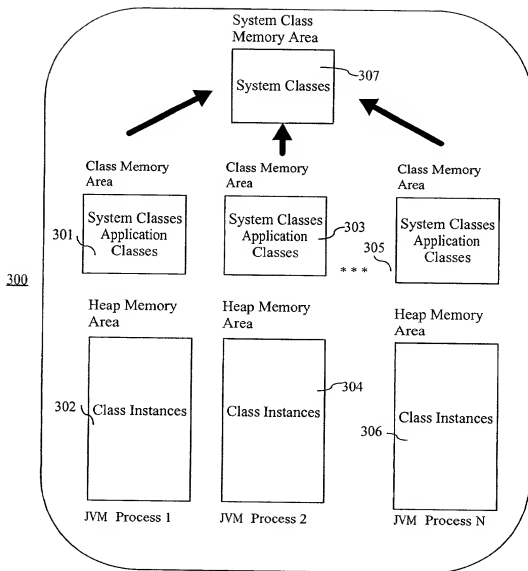 System Class
Memory Area
System Classes
307
Class Memory
Area
Class Memory
Area
Class Memory
Area
System Classes
Application
Classes
301
System Classes
Application
Classes
303
* * *
305
System Classes
Application
Classes
300
Heap Memory
Area
Heap Memory
Area
Heap Memory
Area
302
Class Instances
Class Instances
304
Class Instances
306
JVM Process 1
JVM Process 2
JVM Process N